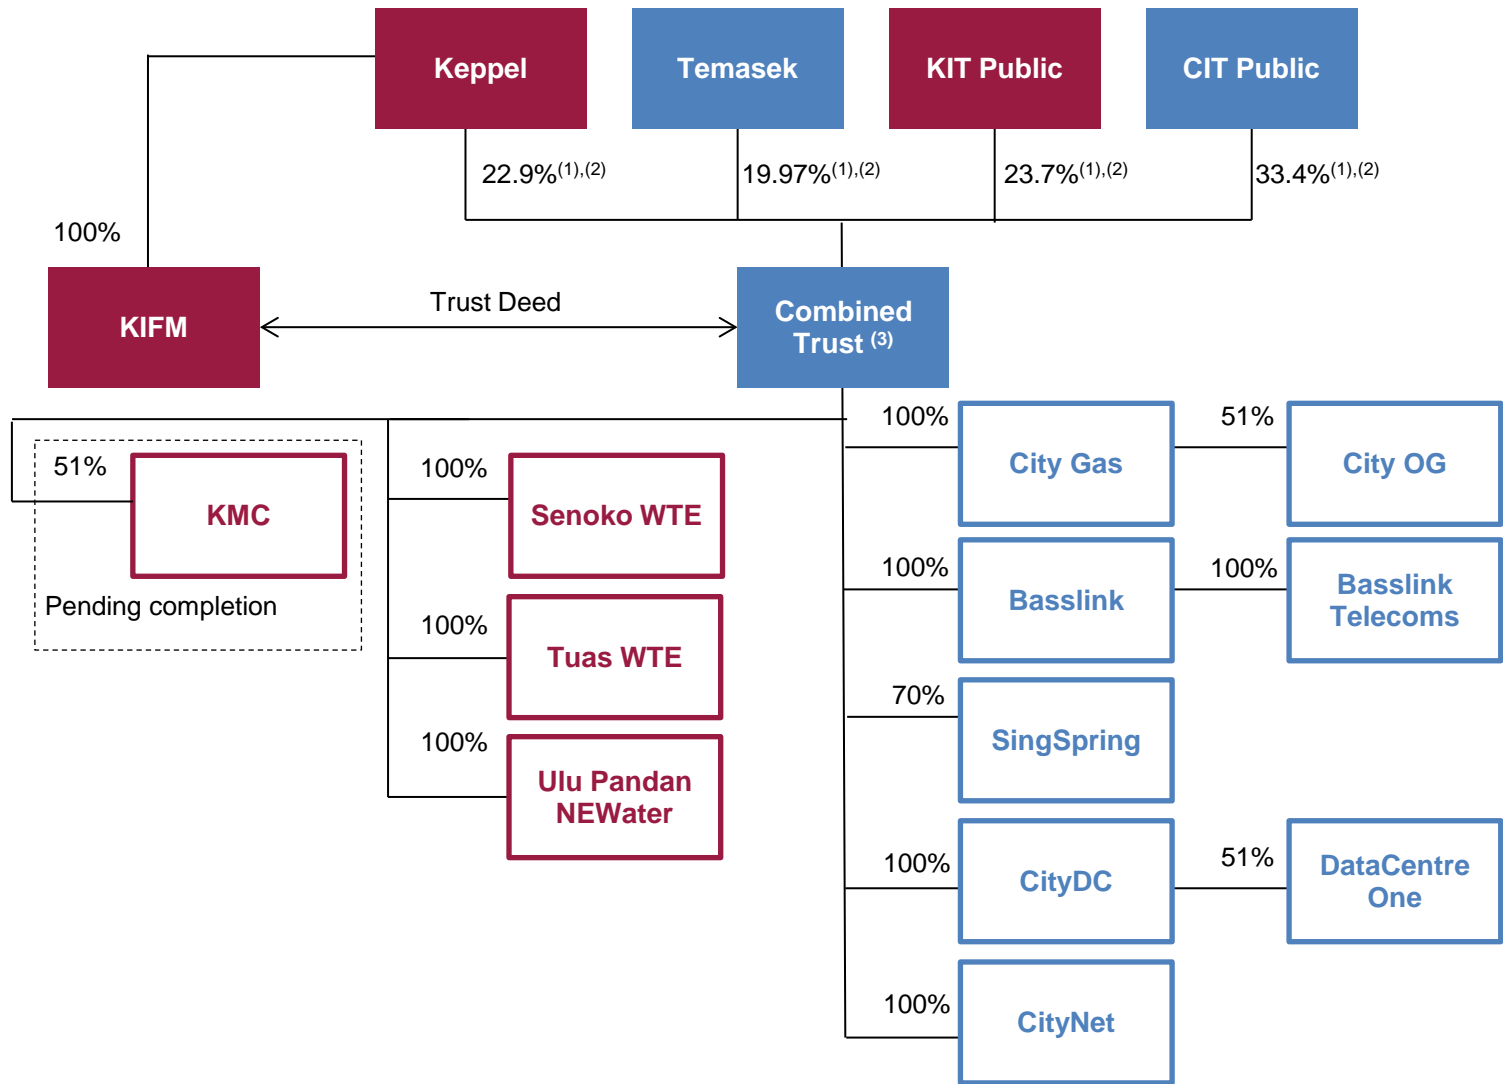 Keppel
Temasek
KIT Public
CIT Public
22.9%(1),(2)
19.97%(1),(2)
23.7%(1),(2)
33.4%(1),(2)
100%
KIFM
Trust Deed
Combined
Trust (3)
51%
KMC
Pending completion
100%
Senoko WTE
100%
Tuas WTE
100%
Ulu Pandan
NEWater
100%
City Gas
51%
City OG
100%
Basslink
100%
Basslink
Telecoms
70%
SingSpring
100%
CityDC
51%
DataCentre
One
100%
CityNet